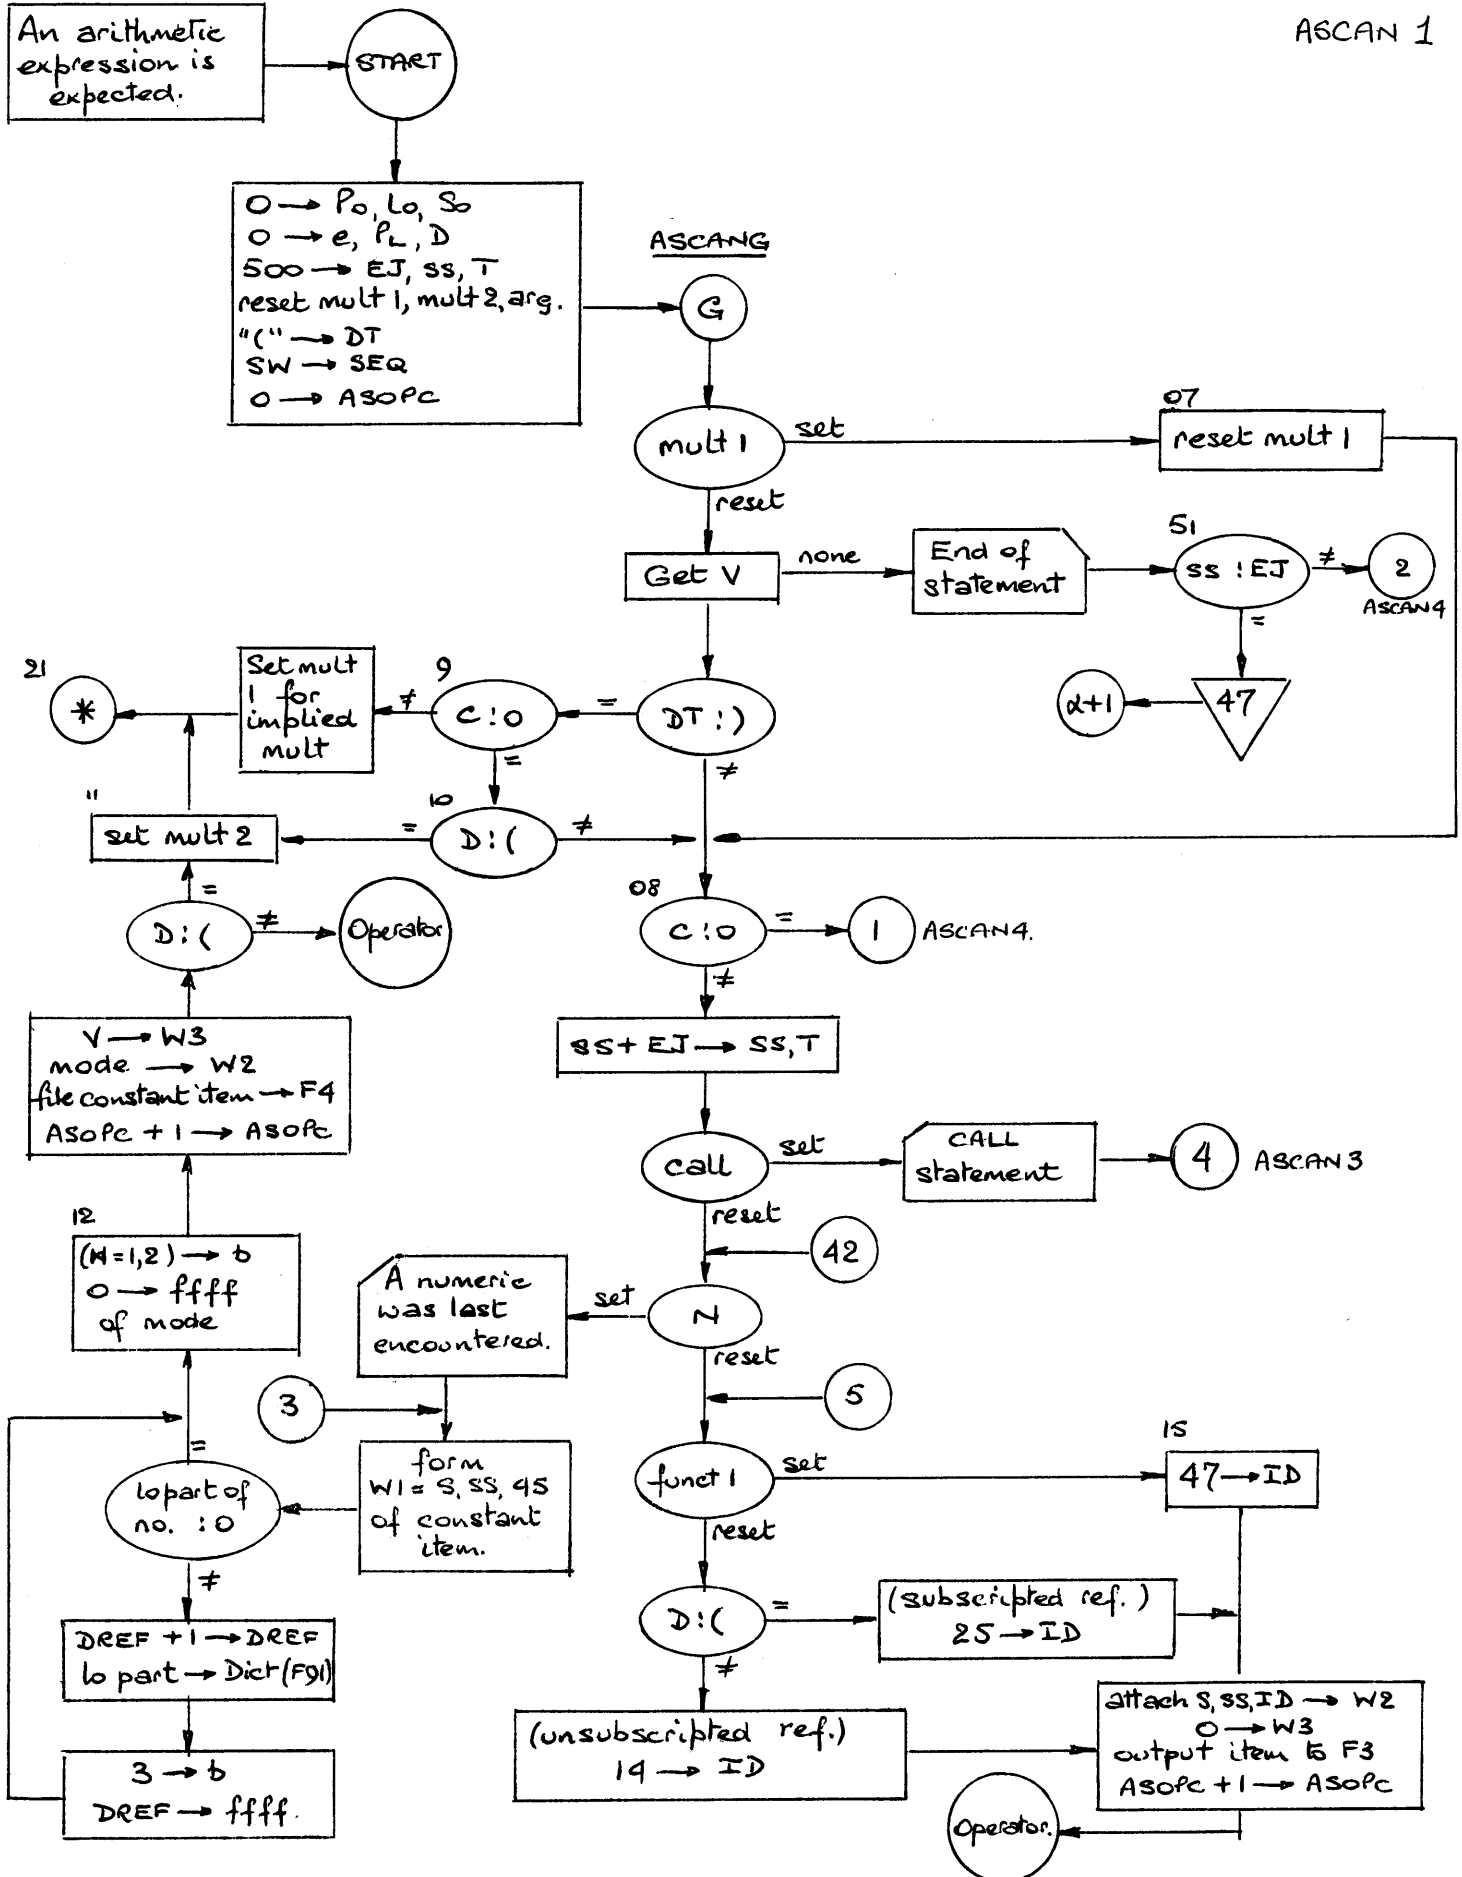 ASCAN 1
An arithmetic
expression is
expected.
START
0 → Po, Lo, So
0 → e, PL, D
500 → EJ, SS, T
reset mult 1, mult 2, arg.
"(" → DT
SW → SEQ
0 → ASOPC
ASCANG
G
mult 1
set
reset
07
reset mult 1
Get V
none
End of
statement
51
SS : EJ
≠
2
ASCAN4
=
47
α+1
DT : )
=
≠
9
C : 0
≠
=
Set mult
1 for
implied
mult
21
*
10
D : (
=
≠
11
set mult 2
=
D : (
≠
Operator
08
C : 0
=
1
ASCAN4.
≠
SS + EJ → SS, T
V → W3
mode → W2
file constant item → F4
ASOPC + 1 → ASOPC
call
set
CALL
statement
4
ASCAN 3
reset
42
12
(N=1,2) → b
0 → ffff
of mode
A numeric
was last
encountered.
set
N
reset
3
5
form
W1 = S, SS, 45
of constant
item.
=
lo part of
no. : 0
≠
funct 1
set
15
47 → ID
reset
D : (
=
(subscripted ref.)
25 → ID
≠
DREF + 1 → DREF
lo part → Dict(F91)
(unsubscripted ref.)
14 → ID
attach S, SS, ID → W2
0 → W3
output item to F3
ASOPC + 1 → ASOPC
3 → b
DREF → ffff.
Operator.